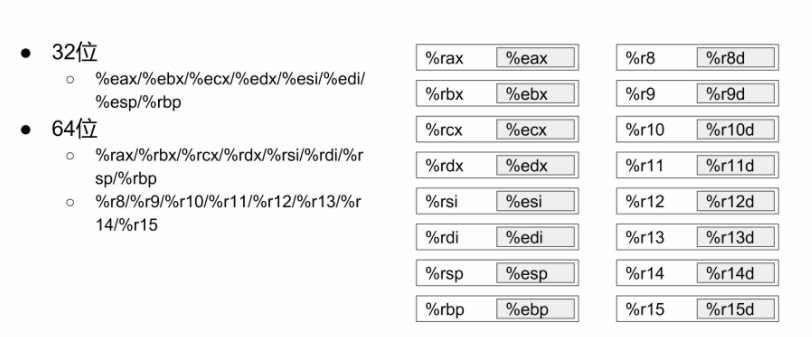 32位
%eax/%ebx/%ecx/%edx/%esi/%edi/
%esp/%rbp
64位
%rax/%rbx/%rcx/%rdx/%rsi/%rdi/%r
sp/%rbp
%r8/%r9/%r10/%r11/%r12/%r13/%r
14/%r15
%rax %eax %r8 %r8d
%rbx %ebx %r9 %r9d
%rcx %ecx %r10 %r10d
%rdx %edx %r11 %r11d
%rsi %esi %r12 %r12d
%rdi %edi %r13 %r13d
%rsp %esp %r14 %r14d
%rbp %ebp %r15 %r15d